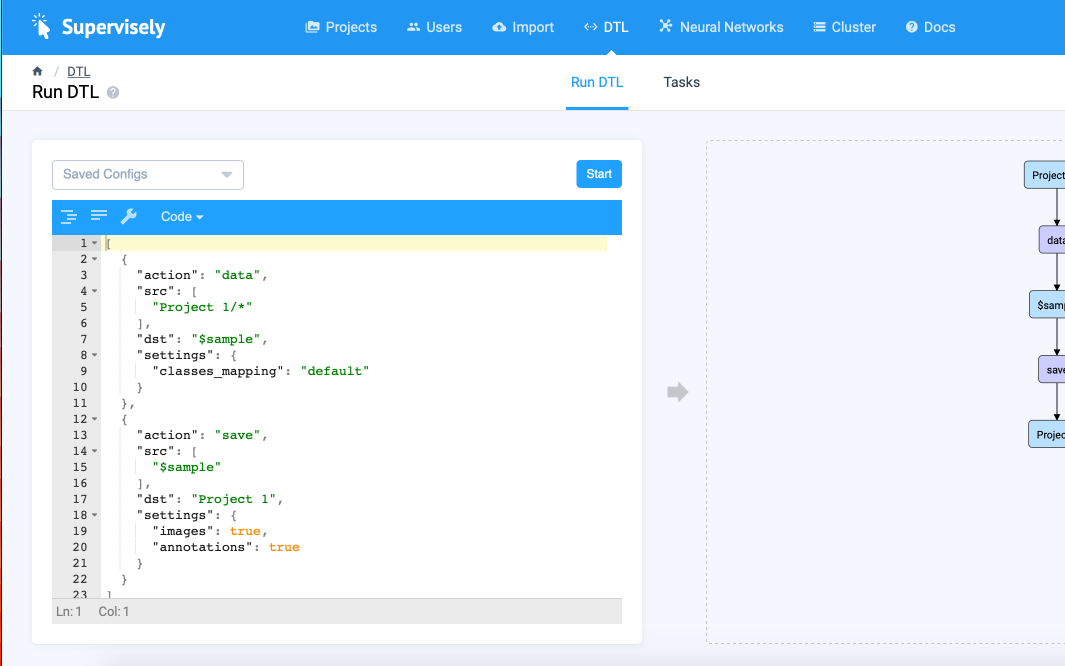 Supervisely
Projects Users Import DTL Neural Networks Cluster Docs
/ DTL
Run DTL ?
Run DTL Tasks
Saved Configs
Start
Code
1 [
2 {
3 "action": "data",
4 "src": [
5 "Project 1/*"
6 ],
7 "dst": "$sample",
8 "settings": {
9 "classes_mapping": "default"
10 }
11 },
12 {
13 "action": "save",
14 "src": [
15 "$sample"
16 ],
17 "dst": "Project 1",
18 "settings": {
19 "images": true,
20 "annotations": true
21 }
22 }
23 ]
Ln: 1 Col: 1
Project
data
$samp
save
Projec